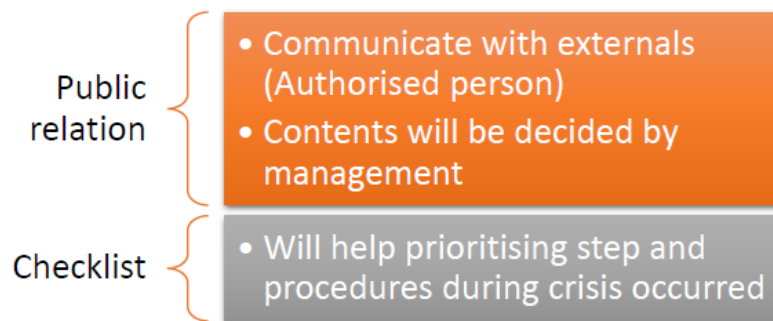 Public
relation
• Communicate with externals
(Authorised person)
• Contents will be decided by
management
Checklist
• Will help prioritising step and
procedures during crisis occurred